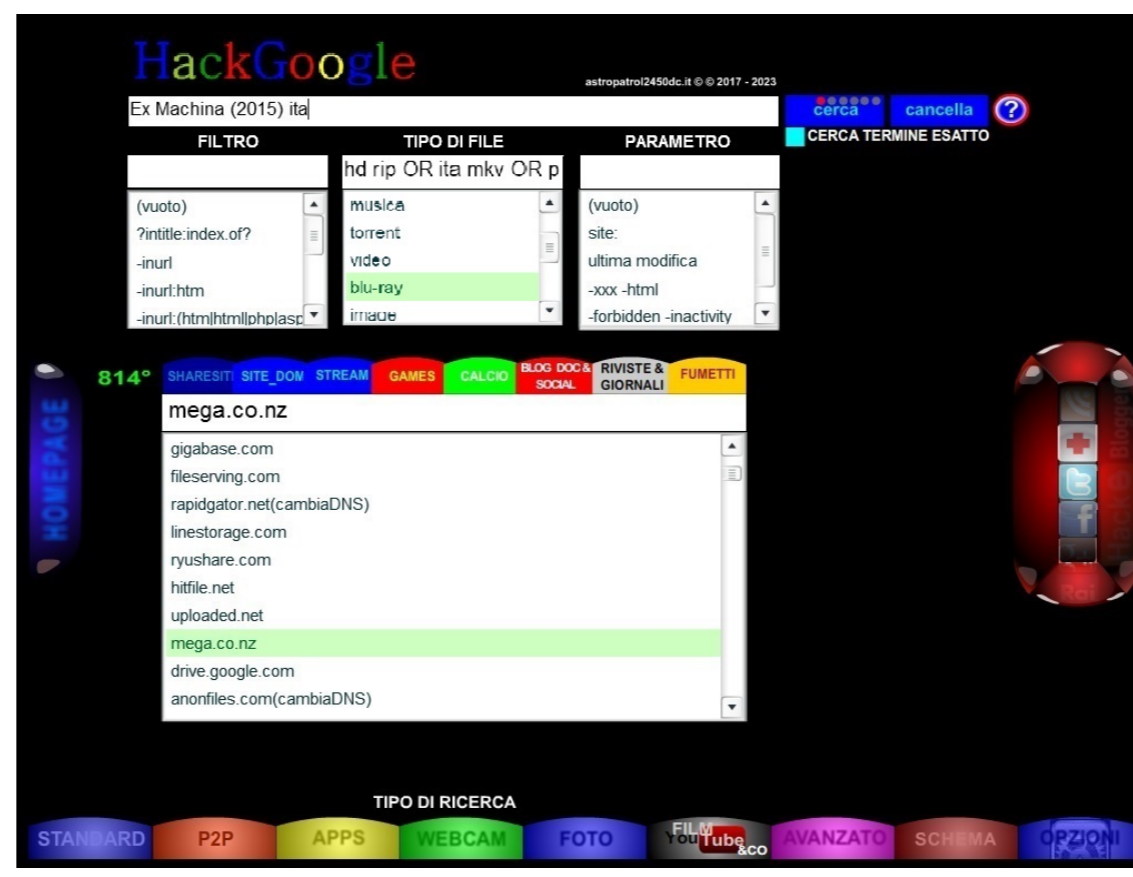 HackGoogle
astropatrol2450dc.it © © 2017 - 2023
Ex Machina (2015) ita
cerca
cancella
?
CERCA TERMINE ESATTO
FILTRO
TIPO DI FILE
PARAMETRO
hd rip OR ita mkv OR p
(vuoto)
?intitle:index.of?
-inurl
-inurl:htm
-inurl:(htm|html|php|asp
musica
torrent
video
blu-ray
image
(vuoto)
site:
ultima modifica
-xxx -html
-forbidden -inactivity
HOMEPAGE
814°
SHARESITI
SITE_DOM
STREAM
GAMES
CALCIO
BLOG DOC &
SOCIAL
RIVISTE &
GIORNALI
FUMETTI
mega.co.nz
gigabase.com
fileserving.com
rapidgator.net(cambiaDNS)
linestorage.com
ryushare.com
hitfile.net
uploaded.net
mega.co.nz
drive.google.com
anonfiles.com(cambiaDNS)
Hack @ Blogger
Rai
TIPO DI RICERCA
STANDARD
P2P
APPS
WEBCAM
FOTO
FILM
YouTube
&CO
AVANZATO
SCHEMA
OPZIONI